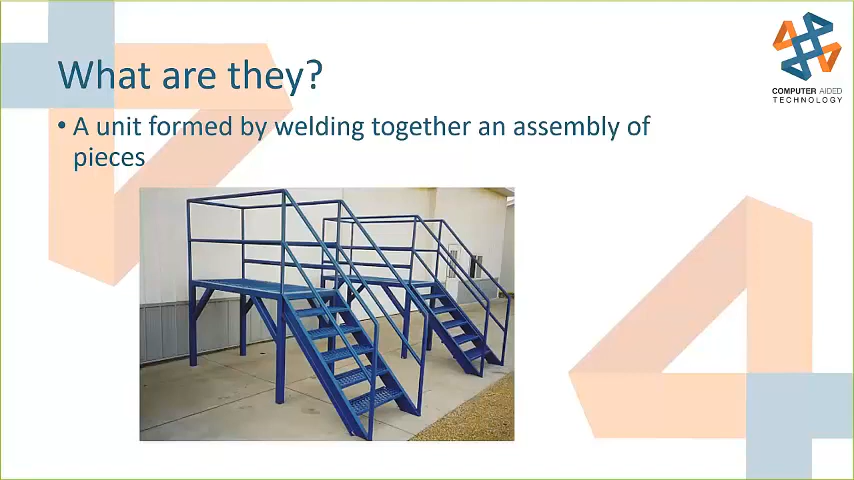 What are they?
• A unit formed by welding together an assembly of
pieces
COMPUTER AIDED
TECHNOLOGY